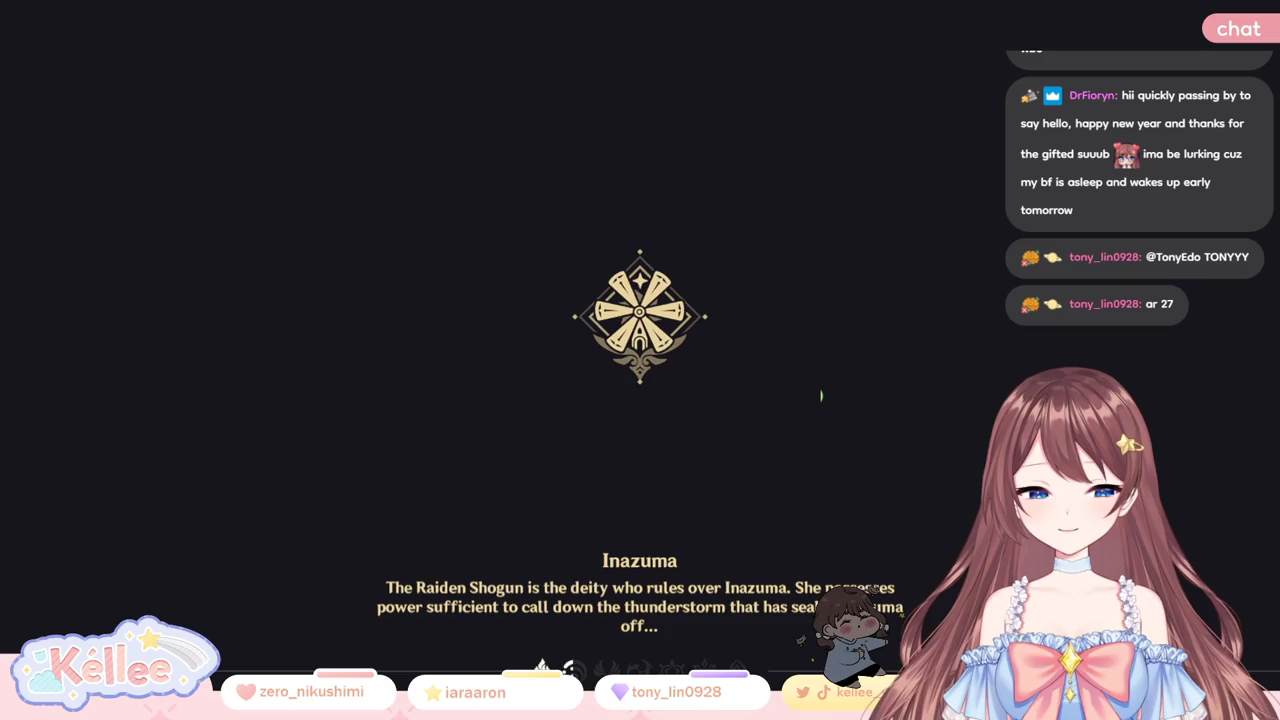 chat
DrFioryn: hii quickly passing by to
say hello, happy new year and thanks for
the gifted suuub ima be lurking cuz
my bf is asleep and wakes up early
tomorrow
tony_lin0928: @TonyEdo TONYYY
tony_lin0928: ar 27
Inazuma
The Raiden Shogun is the deity who rules over Inazuma. She possesses
power sufficient to call down the thunderstorm that has
off...
Kéllee
zero_nikushimi
iaraaron
tony_lin0928
kellee_